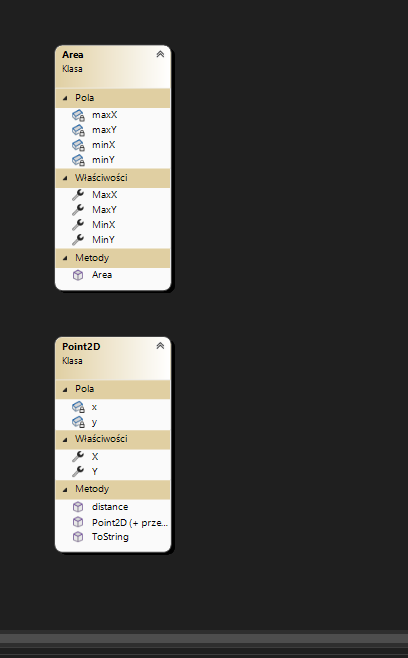 Area
Klasa
Pola
maxX
maxY
minX
minY
Właściwości
MaxX
MaxY
MinX
MinY
Metody
Area
Point2D
Klasa
Pola
x
y
Właściwości
X
Y
Metody
distance
Point2D (+ prze...
ToString